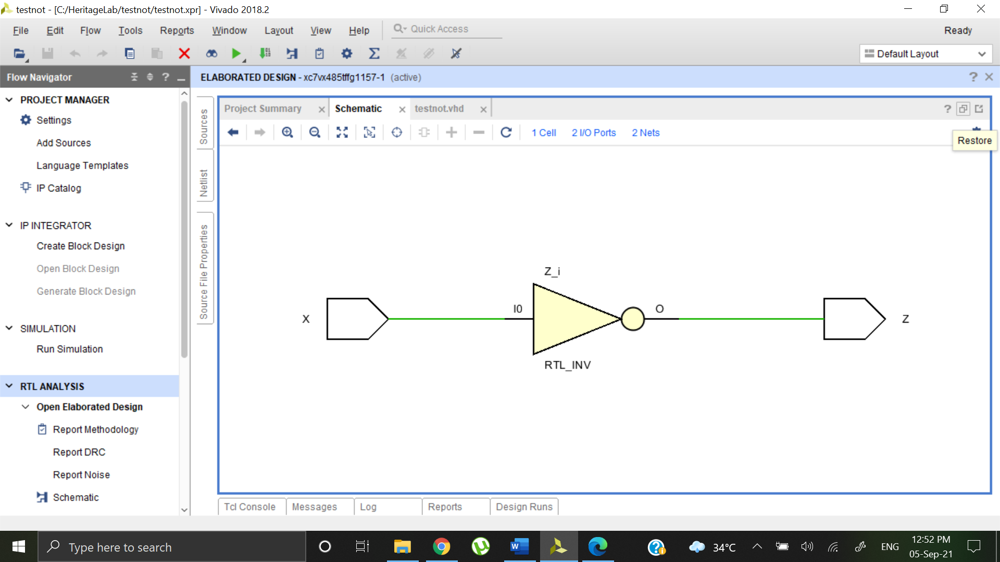 testnot - [C:/HeritageLab/testnot/testnot.xpr] - Vivado 2018.2
File Edit Flow Tools Reports Window Layout View Help Quick Access Ready
Default Layout
Flow Navigator
ELABORATED DESIGN - xc7vx485tffg1157-1 (active)
PROJECT MANAGER
Settings
Add Sources
Language Templates
IP Catalog
IP INTEGRATOR
Create Block Design
Open Block Design
Generate Block Design
SIMULATION
Run Simulation
RTL ANALYSIS
Open Elaborated Design
Report Methodology
Report DRC
Report Noise
Schematic
Sources
Netlist
Source File Properties
Project Summary Schematic testnot.vhd
1 Cell 2 I/O Ports 2 Nets
Restore
Z_i
X I0 O Z
RTL_INV
Tcl Console Messages Log Reports Design Runs
Type here to search
34°C
ENG
12:52 PM
05-Sep-21